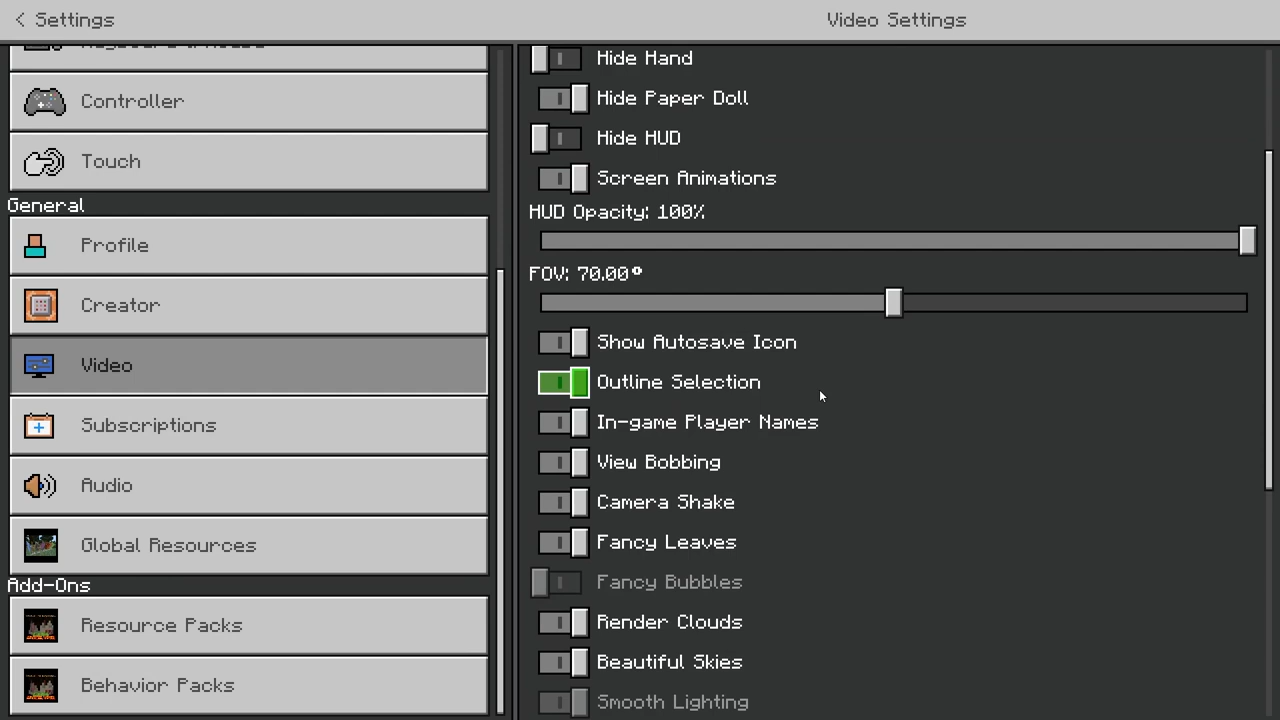 Settings
Video Settings
Controller
Touch
General
Profile
Creator
Video
Subscriptions
Audio
Global Resources
Add-Ons
Resource Packs
Behavior Packs
Hide Hand
Hide Paper Doll
Hide HUD
Screen Animations
HUD Opacity: 100%
FOV: 70.00°
Show Autosave Icon
Outline Selection
In-game Player Names
View Bobbing
Camera Shake
Fancy Leaves
Fancy Bubbles
Render Clouds
Beautiful Skies
Smooth Lighting